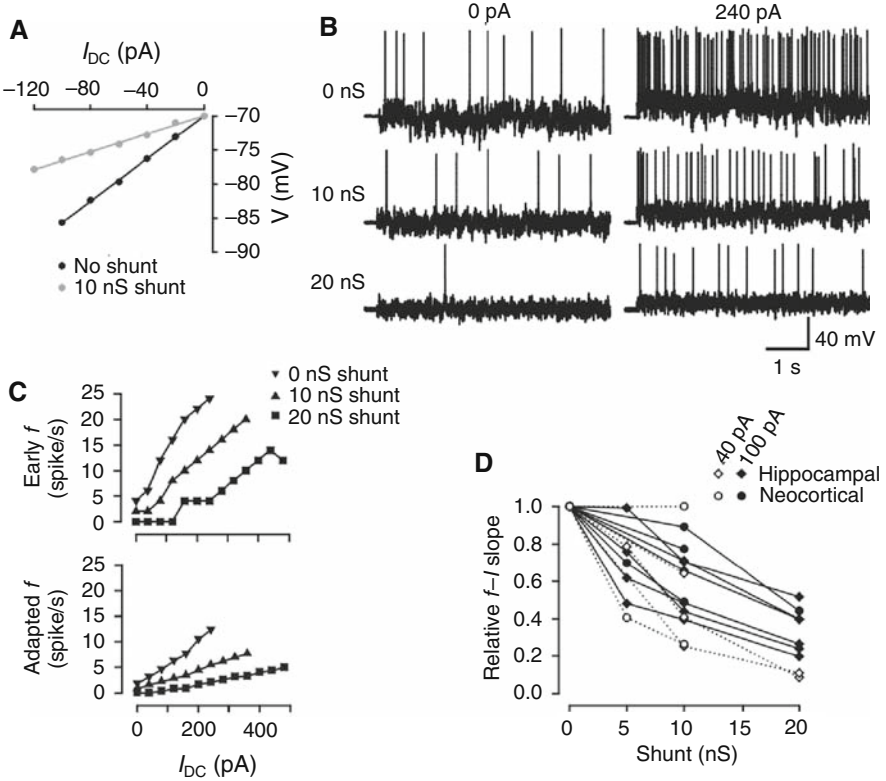 A
I_DC (pA)
−120 −80 −40 0
−70
−75
−80
−85
−90
V (mV)
No shunt
10 nS shunt
B
0 pA 240 pA
0 nS
10 nS
20 nS
40 mV
1 s
C
0 nS shunt
10 nS shunt
20 nS shunt
Early f
(spike/s)
25
20
15
10
5
0
Adapted f
(spike/s)
25
20
15
10
5
0
0 200 400
I_DC (pA)
D
40 pA
100 pA
Hippocampal
Neocortical
Relative f–I slope
1.0
0.8
0.6
0.4
0.2
0.0
0 5 10 15 20
Shunt (nS)